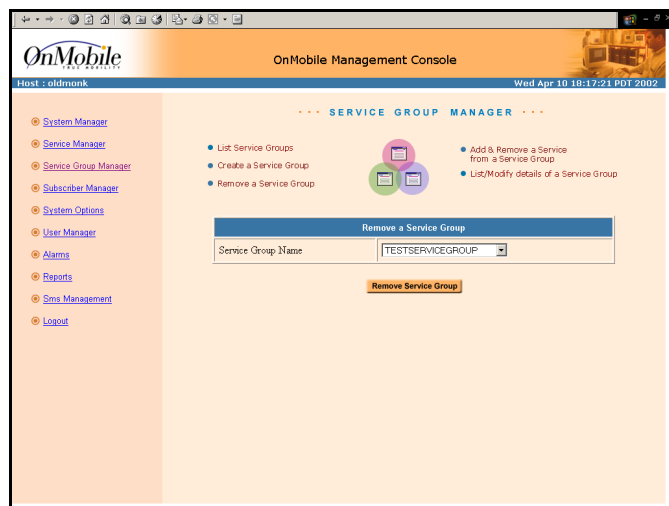 OnMobile
TRUE MOBILITY
OnMobile Management Console
Host : oldmonk
Wed Apr 10 18:17:21 PDT 2002
System Manager
Service Manager
Service Group Manager
Subscriber Manager
System Options
User Manager
Alarms
Reports
Sms Management
Logout
••• SERVICE GROUP MANAGER •••
• List Service Groups
• Create a Service Group
• Remove a Service Group
• Add & Remove a Service
from a Service Group
• List/Modify details of a Service Group
Remove a Service Group
Service Group Name
TESTSERVICEGROUP
Remove Service Group